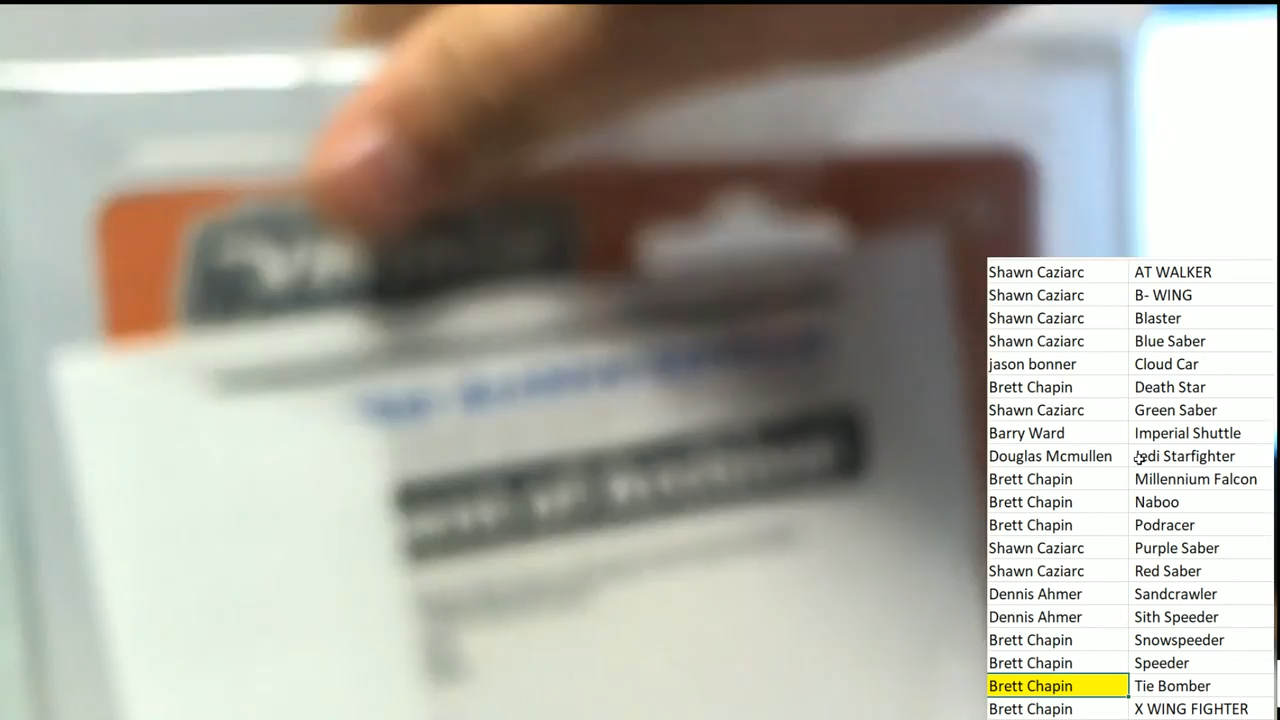 Shawn Caziarc AT WALKER
Shawn Caziarc B- WING
Shawn Caziarc Blaster
Shawn Caziarc Blue Saber
jason bonner Cloud Car
Brett Chapin Death Star
Shawn Caziarc Green Saber
Barry Ward Imperial Shuttle
Douglas Mcmullen Jedi Starfighter
Brett Chapin Millennium Falcon
Brett Chapin Naboo
Brett Chapin Podracer
Shawn Caziarc Purple Saber
Shawn Caziarc Red Saber
Dennis Ahmer Sandcrawler
Dennis Ahmer Sith Speeder
Brett Chapin Snowspeeder
Brett Chapin Speeder
Brett Chapin Tie Bomber
Brett Chapin X WING FIGHTER